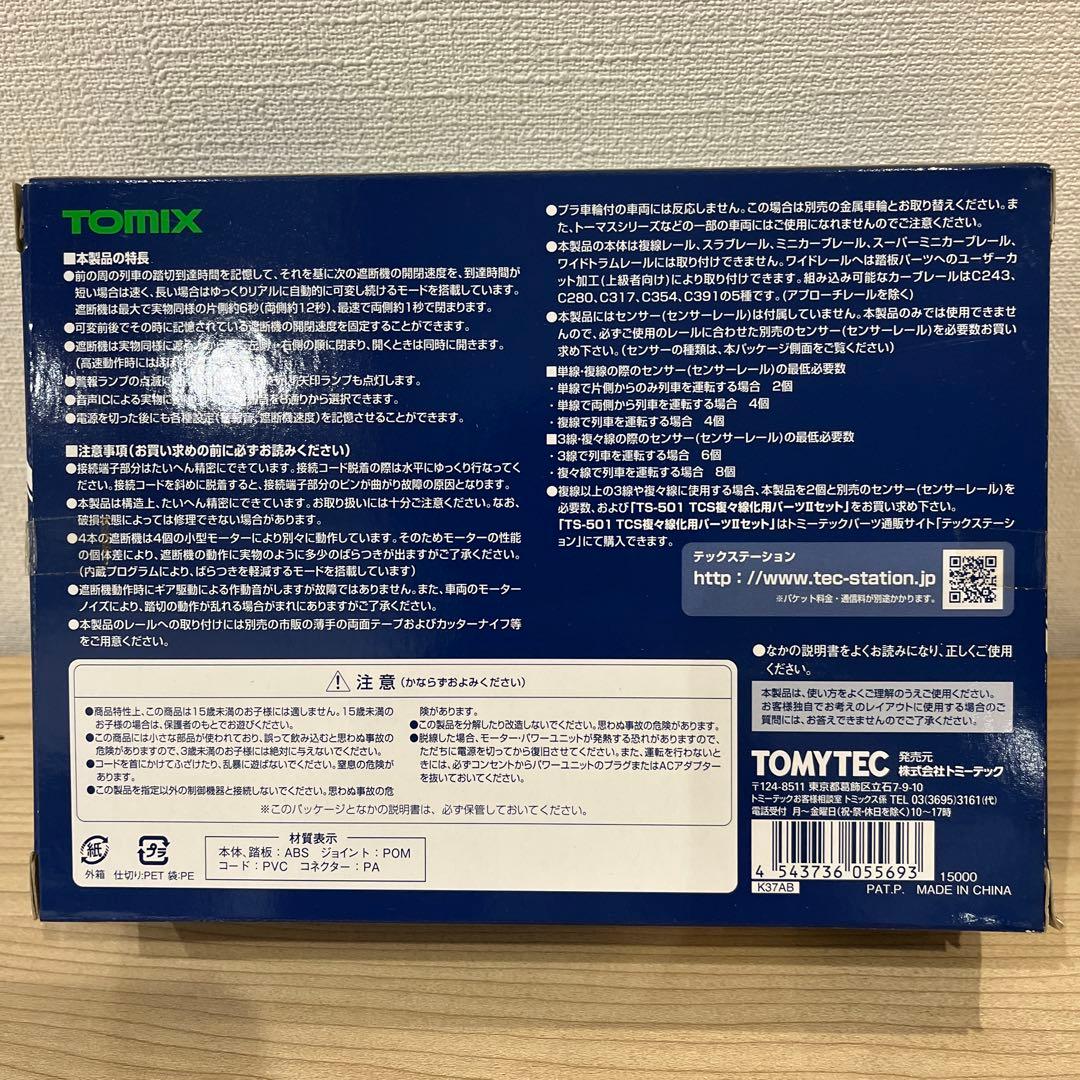 TOMIX
■本製品の特長
●前の周の列車の踏切到達時間を記憶して、それを基に次の遮断機の開閉速度を、到達時間が
短い場合は速く、長い場合はゆっくりリアルに自動的に可変し続けるモードを搭載しています。
遮断機は最大で実物同様の片側約6秒(両側約12秒)、最速で両側約1秒で閉まります。
●可変前後でその時に記憶されている遮断機の開閉速度を固定することができます。
●遮断機は実物同様に 右側の順に閉まり、開くときは同時に開きます。
(高速動作時にはほぼ
●警報ランプの点滅に 矢印ランプも点灯します。
●音声ICによる実物に 通りから選択できます。
●電源を切った後にも各種設定(警報音、遮断機速度)を記憶させることができます。
■注意事項(お買い求めの前に必ずお読みください)
●接続端子部分はたいへん精密にできています。接続コード脱着の際は水平にゆっくり行なってく
ださい。接続コードを斜めに脱着すると、接続端子部分のピンが曲がり故障の原因となります。
●本製品は構造上、たいへん精密にできています。お取り扱いには十分ご注意ください。なお、
破損状態によっては修理できない場合があります。
●4本の遮断機は4個の小型モーターにより別々に動作しています。そのためモーターの性能
の個体差により、遮断機の動作に実物のように多少のばらつきが出ますがご了承ください。
(内蔵プログラムにより、ばらつきを軽減するモードを搭載しています)
●遮断機動作時にギア駆動による作動音がしますが故障ではありません。また、車両のモーター
ノイズにより、踏切の動作が乱れる場合がまれにありますがご了承ください。
●本製品のレールへの取り付けには別売の市販の薄手の両面テープおよびカッターナイフ等
をご用意ください。
●プラ車輪付の車両には反応しません。この場合は別売の金属車輪とお取り替えください。ま
た、トーマスシリーズなどの一部の車両にはご使用になれませんのでご注意ください。
●本製品の本体は複線レール、スラブレール、ミニカーブレール、スーパーミニカーブレール、
ワイドトラムレールには取り付けできません。ワイドレールへは踏板パーツへのユーザーカ
ット加工(上級者向け)により取り付けできます。組み込み可能なカーブレールはC243、
C280、C317、C354、C391の5種です。(アプローチレールを除く)
●本製品にはセンサー(センサーレール)は付属していません。本製品のみでは使用できませ
んので、必ずご使用のレールに合わせた別売のセンサー(センサーレール)を必要数お買い
求め下さい。(センサーの種類は、本パッケージ側面をご覧ください)
■単線・複線の際のセンサー(センサーレール)の最低必要数
・単線で片側からのみ列車を運転する場合 2個
・単線で両側から列車を運転する場合 4個
・複線で列車を運転する場合 4個
■3線・複々線の際のセンサー(センサーレール)の最低必要数
・3線で列車を運転する場合 6個
・複々線で列車を運転する場合 8個
●複線以上の3線や複々線に使用する場合、本製品を2個と別売のセンサー(センサーレール)を
必要数、および「TS-501 TCS複々線化用パーツⅡセット」をお買い求め下さい。
「TS-501 TCS複々線化用パーツⅡセット」はトミーテックパーツ通販サイト「テックステーシ
ョン」にて購入できます。
テックステーション
http://www.tec-station.jp
※パケット料金・通信料が別途かかります。
●なかの説明書をよくお読みになり、正しくご使用
ください。
本製品は、使い方をよくご理解のうえご使用ください。
お客様独自でお考えのレイアウトに使用する場合のご
質問には、お答えできませんのでご了承ください。
⚠ 注意 (かならずおよみください)
●商品特性上、この商品は15歳未満のお子様には適しません。15歳未満の
お子様の場合は、保護者のもとでお遊びください。
●この商品には小さな部品が使われており、誤って飲み込むと思わぬ事故の
危険がありますので、3歳未満のお子様には絶対に与えないでください。
●コードを首にかけてふざけたり、乱暴に遊ばないでください。窒息の危険が
あります。
●この製品を指定以外の制御機器と接続しないでください。思わぬ事故の危
険があります。
●この製品を分解したり改造しないでください。思わぬ事故の危険があります。
●脱線した場合、モーター・パワーユニットが発熱する恐れがありますので、
ただちに電源を切ってから復旧させてください。また、運転を行わないとき
には、必ずコンセントからパワーユニットのプラグまたはACアダプター
を抜いておいてください。
※このパッケージとなかの説明書は、必ず保管しておいてください。
紙
外箱
プラ
仕切り:PET 袋:PE
材質表示
本体、踏板:ABS ジョイント:POM
コード:PVC コネクター:PA
TOMYTEC 発売元 株式会社トミーテック
〒124-8511 東京都葛飾区立石7-9-10
トミーテックお客様相談室 トミックス係 TEL 03(3695)3161(代)
電話受付 月~金曜日(祝・祭・休日を除く)10~17時
4 543736 055693
15000
K37AB
PAT.P. MADE IN CHINA